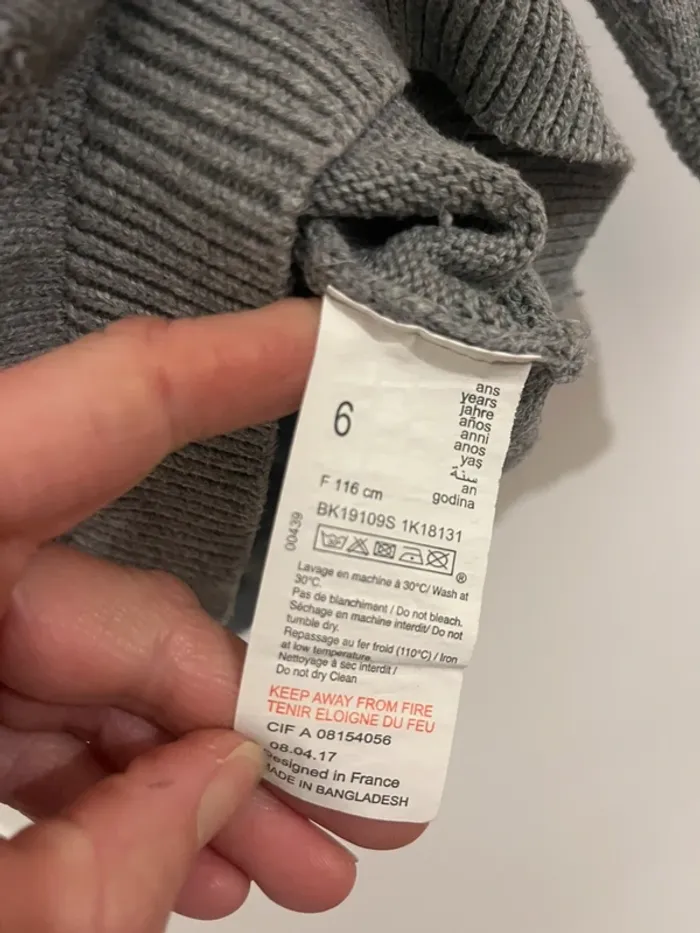 6
ans
years
jahre
años
anni
anos
yaş
سنة
an
godina
F 116 cm
BK19109S 1K18131
00439
®
Lavage en machine à 30°C/ Wash at
30°C.
Pas de blanchiment / Do not bleach.
Séchage en machine interdit/ Do not
tumble dry.
Repassage au fer froid (110°C) / Iron
at low temperature.
Nettoyage à sec interdit /
Do not dry Clean
KEEP AWAY FROM FIRE
TENIR ELOIGNE DU FEU
CIF A 08154056
08.04.17
Designed in France
MADE IN BANGLADESH